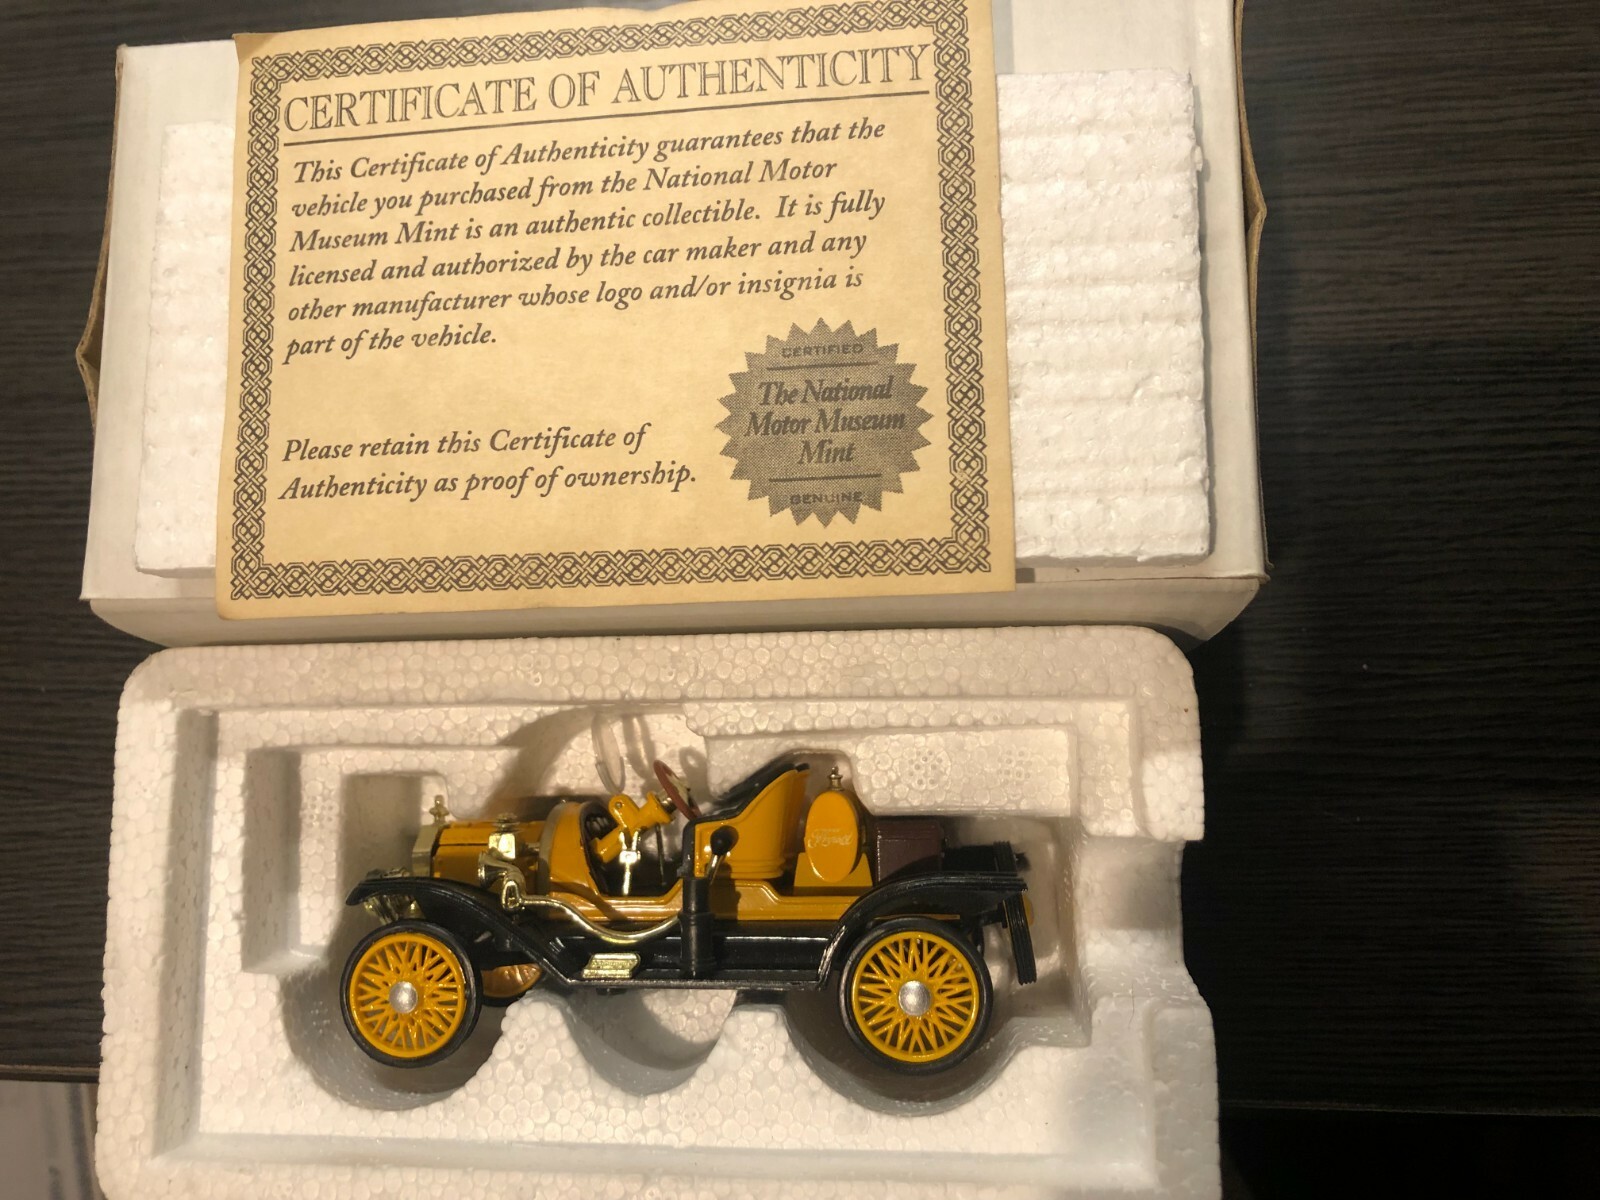 CERTIFICATE OF AUTHENTICITY
This Certificate of Authenticity guarantees that the
vehicle you purchased from the National Motor
Museum Mint is an authentic collectible. It is fully
licensed and authorized by the car maker and any
other manufacturer whose logo and/or insignia is
part of the vehicle.
Please retain this Certificate of
Authenticity as proof of ownership.
CERTIFIED
The National
Motor Museum
Mint
GENUINE
Ford